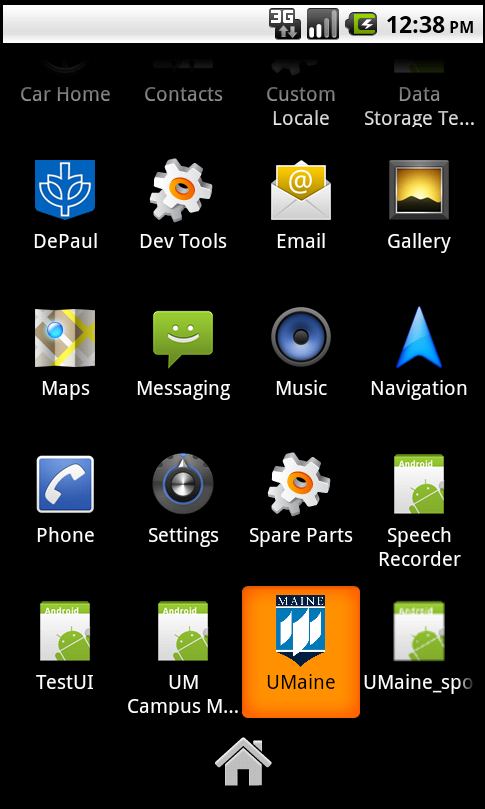 3G 12:38 PM
Car Home Contacts Custom Locale Data Storage Te...
DePaul Dev Tools @ Email Gallery
Maps Messaging Music Navigation
Phone Settings Spare Parts Android Speech Recorder
Android TestUI Android UM Campus M... MAINE UMaine Android UMaine_spo